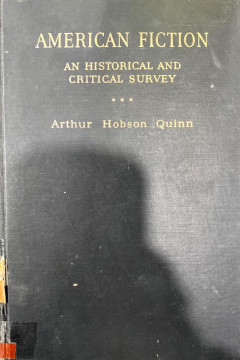 AMERICAN FICTION
AN HISTORICAL AND
CRITICAL SURVEY
* * *
Arthur Hobson Quinn